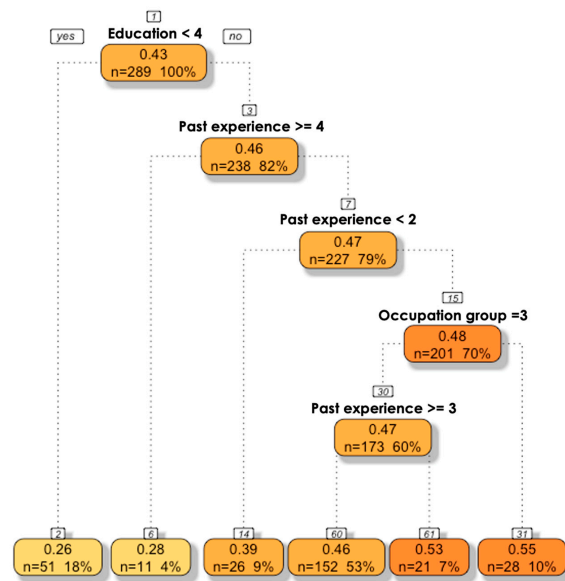 1
yes Education < 4 no
0.43
n=289 100%
3
Past experience >= 4
0.46
n=238 82%
7
Past experience < 2
0.47
n=227 79%
15
Occupation group =3
0.48
n=201 70%
30
Past experience >= 3
0.47
n=173 60%
2 6 14 60 61 31
0.26 0.28 0.39 0.46 0.53 0.55
n=51 18% n=11 4% n=26 9% n=152 53% n=21 7% n=28 10%